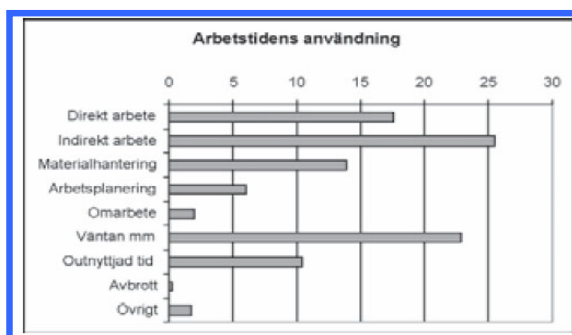 Arbetstidens användning
0 5 10 15 20 25 30
Direkt arbete
Indirekt arbete
Materialhantering
Arbetsplanering
Omarbete
Väntan mm
Outnyttjad tid
Avbrott
Övrigt